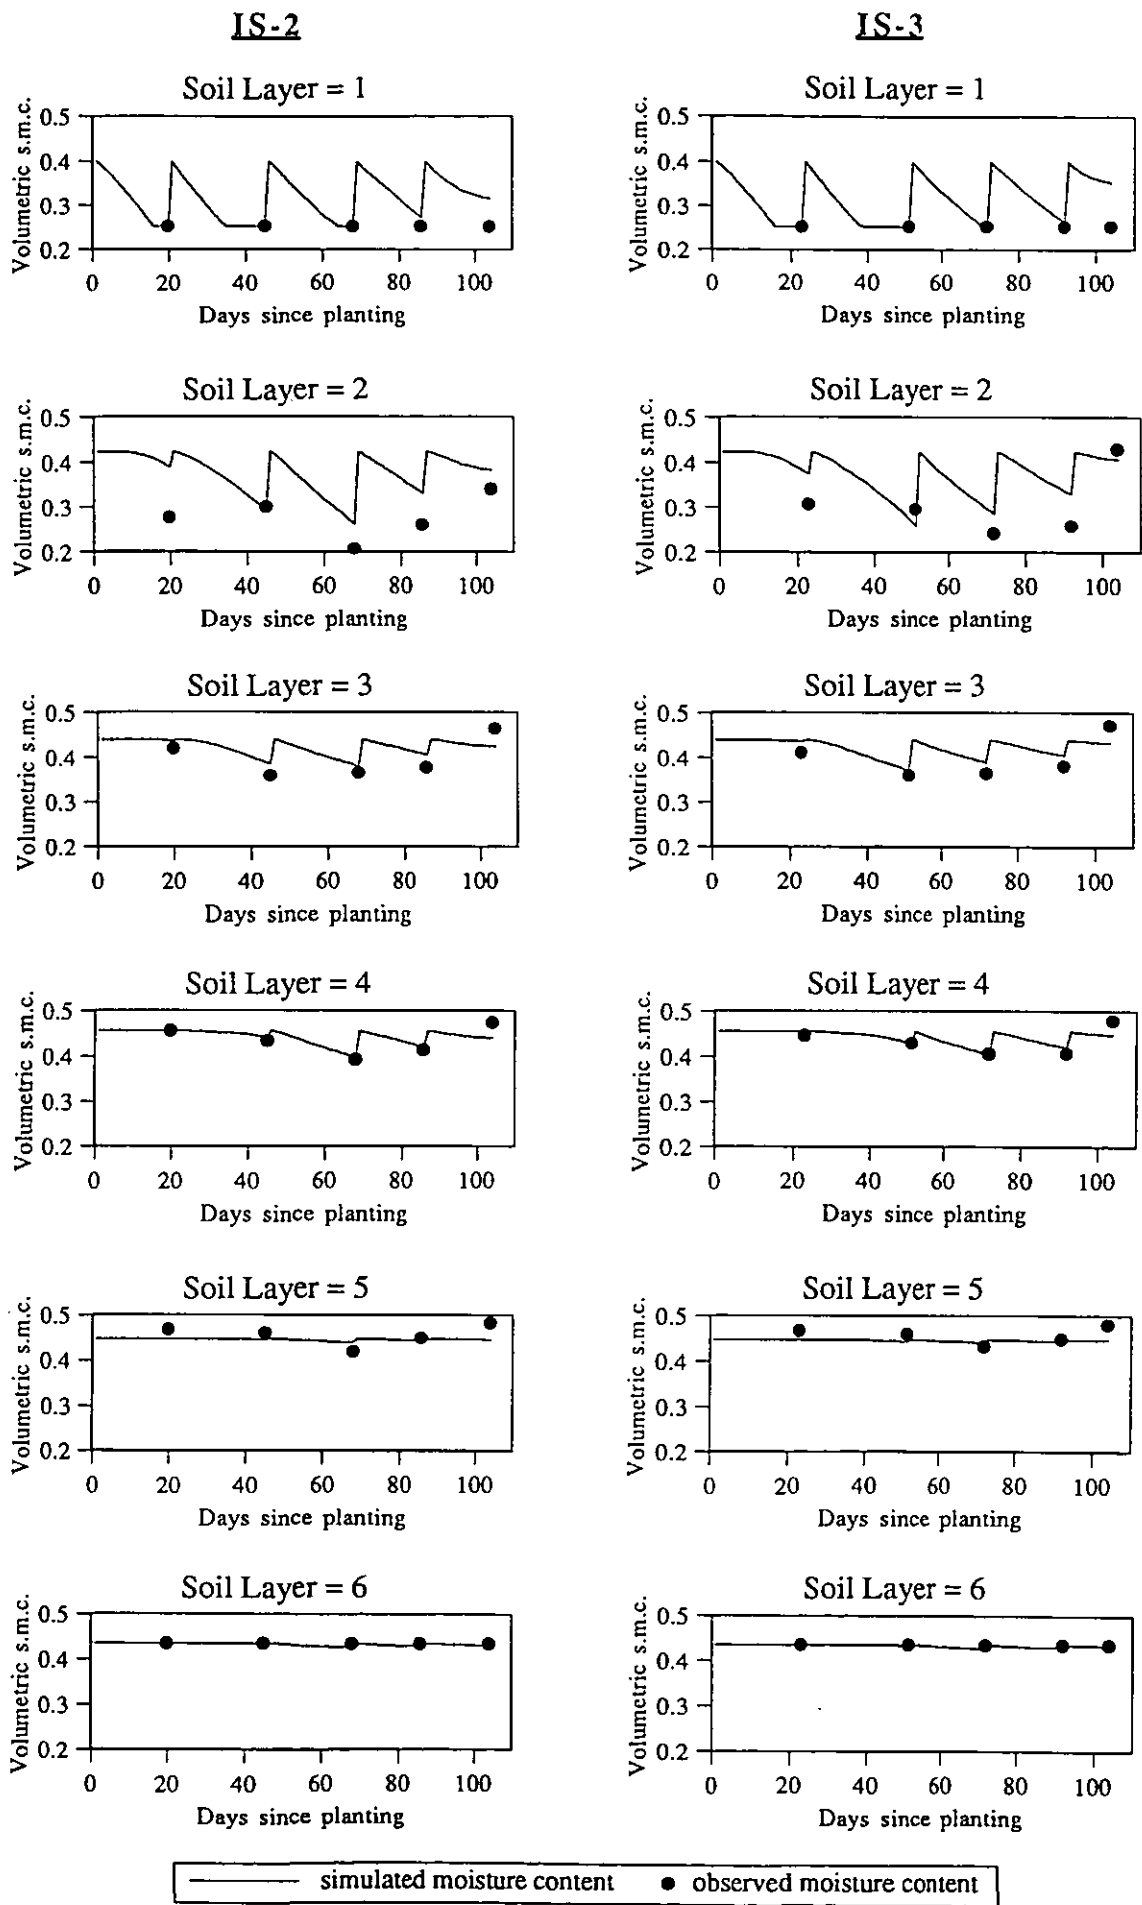 IS-2 IS-3
Soil Layer = 1 Soil Layer = 1
Volumetric s.m.c. 0.5 0.4 0.3 0.2 Volumetric s.m.c. 0.5 0.4 0.3 0.2
0 20 40 60 80 100 0 20 40 60 80 100
Days since planting Days since planting
Soil Layer = 2 Soil Layer = 2
Volumetric s.m.c. 0.5 0.4 0.3 0.2 Volumetric s.m.c. 0.5 0.4 0.3 0.2
0 20 40 60 80 100 0 20 40 60 80 100
Days since planting Days since planting
Soil Layer = 3 Soil Layer = 3
Volumetric s.m.c. 0.5 0.4 0.3 0.2 Volumetric s.m.c. 0.5 0.4 0.3 0.2
0 20 40 60 80 100 0 20 40 60 80 100
Days since planting Days since planting
Soil Layer = 4 Soil Layer = 4
Volumetric s.m.c. 0.5 0.4 0.3 0.2 Volumetric s.m.c. 0.5 0.4 0.3 0.2
0 20 40 60 80 100 0 20 40 60 80 100
Days since planting Days since planting
Soil Layer = 5 Soil Layer = 5
Volumetric s.m.c. 0.5 0.4 0.3 0.2 Volumetric s.m.c. 0.5 0.4 0.3 0.2
0 20 40 60 80 100 0 20 40 60 80 100
Days since planting Days since planting
Soil Layer = 6 Soil Layer = 6
Volumetric s.m.c. 0.5 0.4 0.3 0.2 Volumetric s.m.c. 0.5 0.4 0.3 0.2
0 20 40 60 80 100 0 20 40 60 80 100
Days since planting Days since planting
simulated moisture content observed moisture content